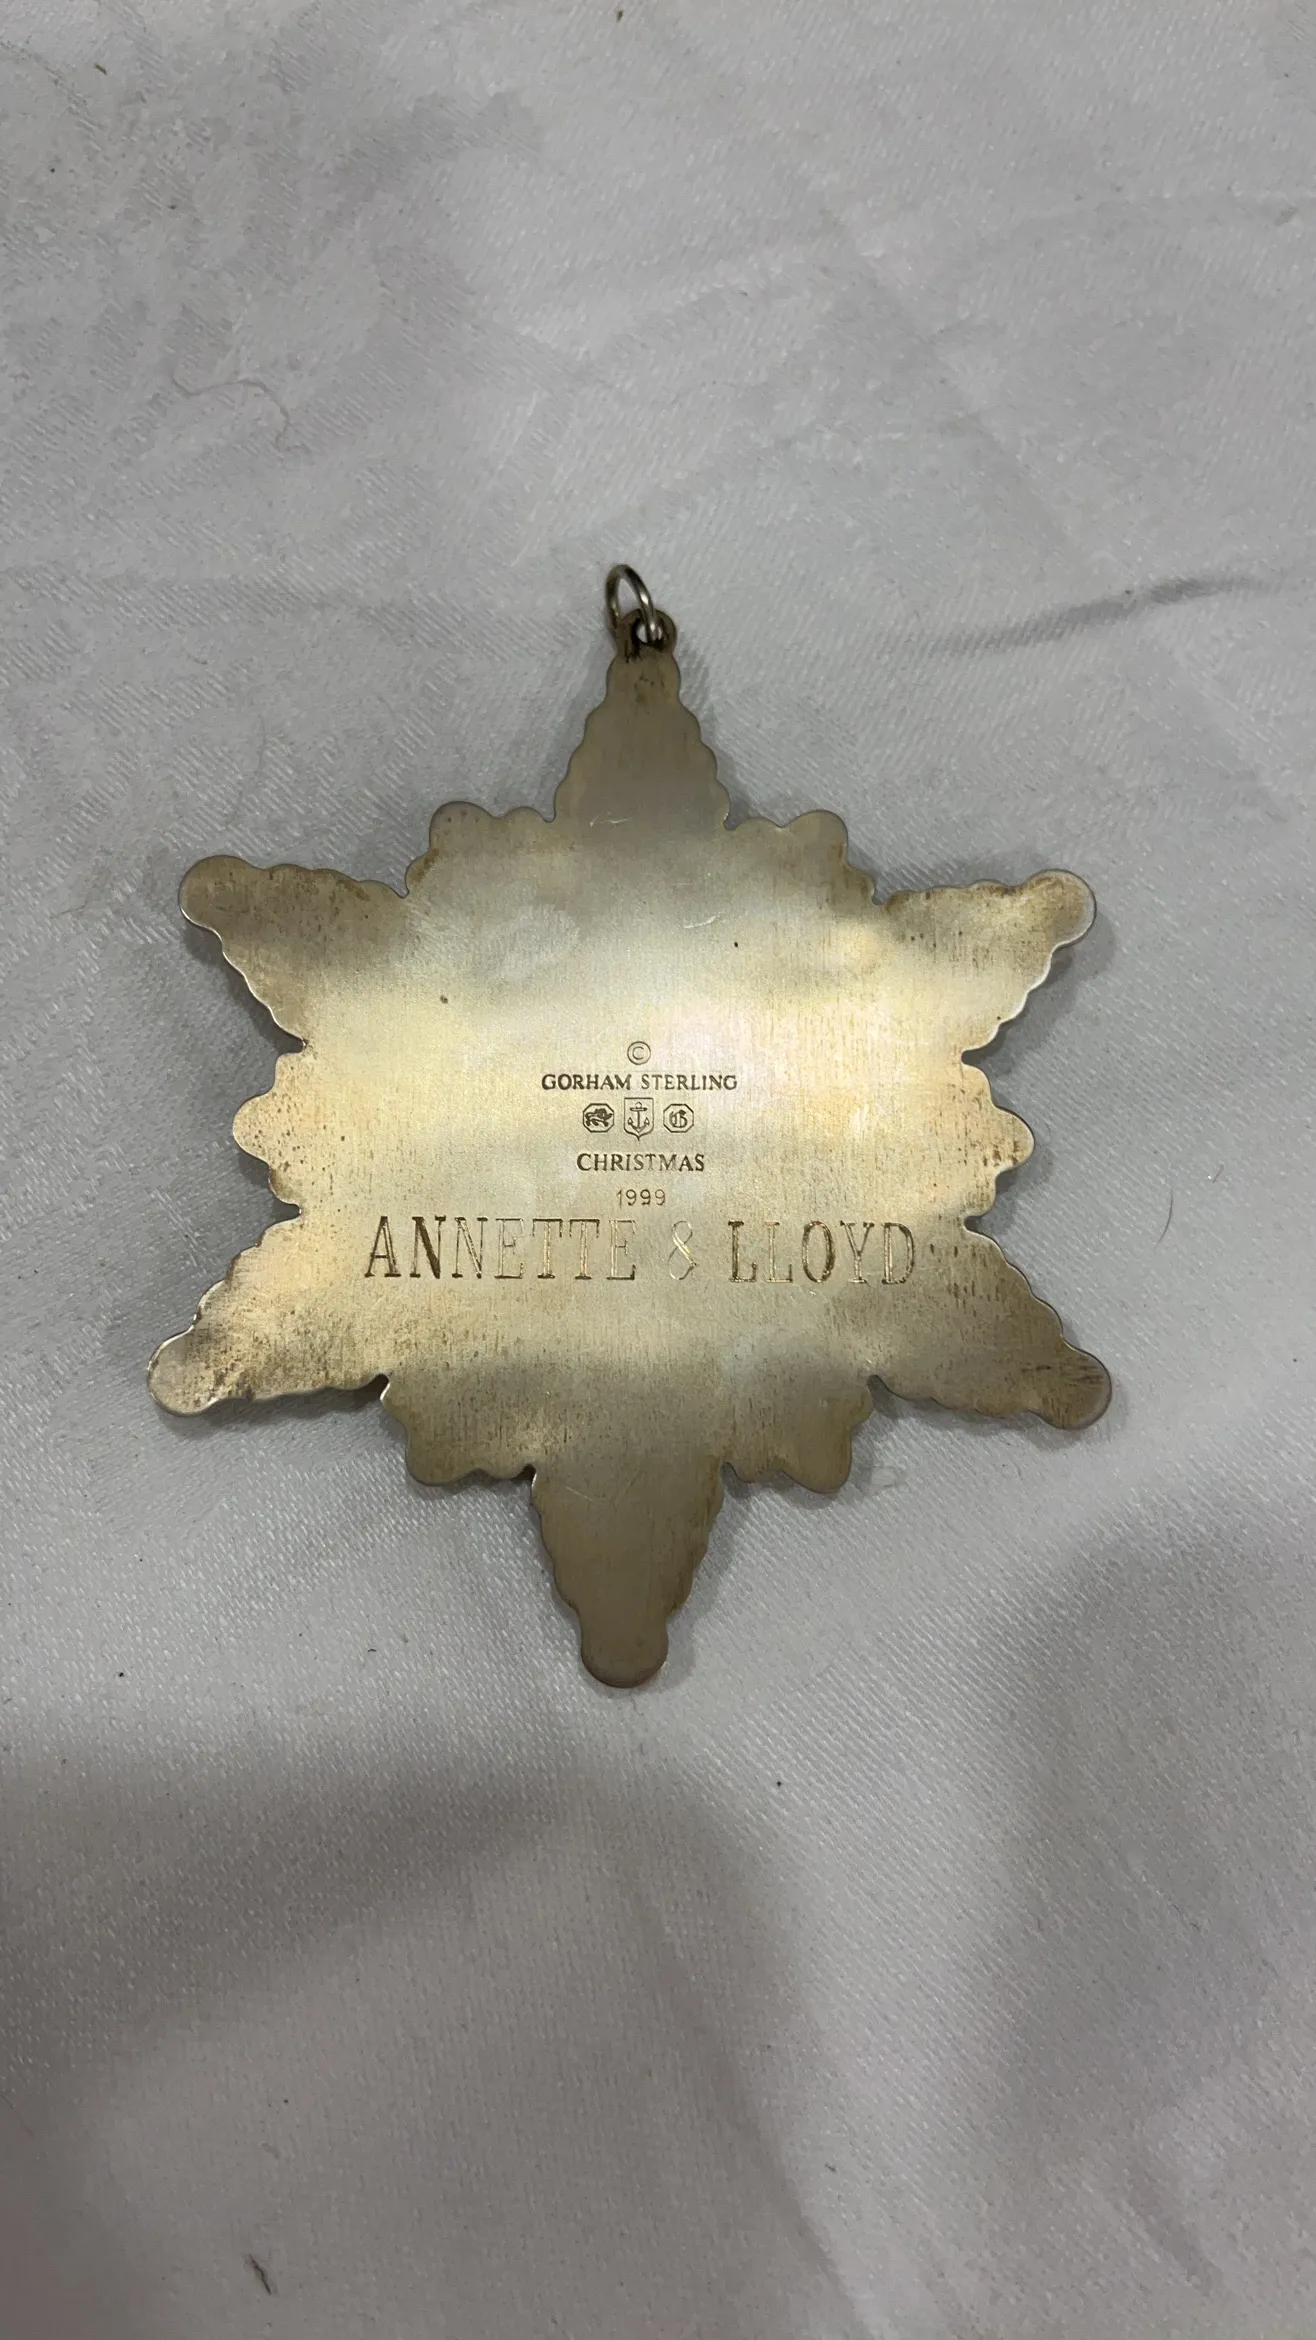 ©
GORHAM STERLING
G
CHRISTMAS
1999
ANNETTE & LLOYD